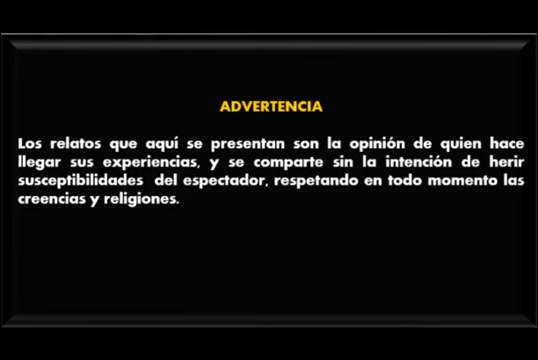 ADVERTENCIA
Los relatos que aquí se presentan son la opinión de quien hace
llegar sus experiencias, y se comparte sin la intención de herir
susceptibilidades del espectador, respetando en todo momento las
creencias y religiones.